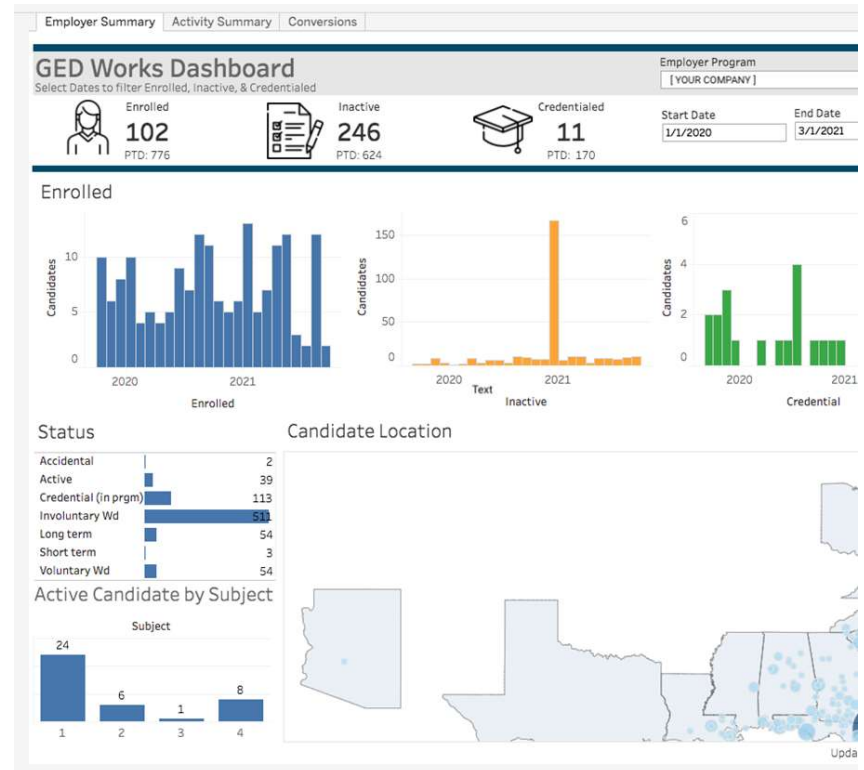 Employer Summary Activity Summary Conversions
GED Works Dashboard
Select Dates to filter Enrolled, Inactive, & Credentialed
Employer Program
[ YOUR COMPANY ]
Enrolled
102
PTD: 776
Inactive
246
PTD: 624
Credentialed
11
PTD: 170
Start Date
1/1/2020
End Date
3/1/2021
Enrolled
Candidates
10
5
0
2020 2021
Enrolled
Candidates
150
100
50
0
2020 2021
Text
Inactive
Candidates
6
4
2
0
2020 2021
Credential
Status
Accidental 2
Active 39
Credential (in prgm) 113
Involuntary Wd 511
Long term 54
Short term 3
Voluntary Wd 54
Active Candidate by Subject
Subject
24
6
1
8
1 2 3 4
Candidate Location
Upda